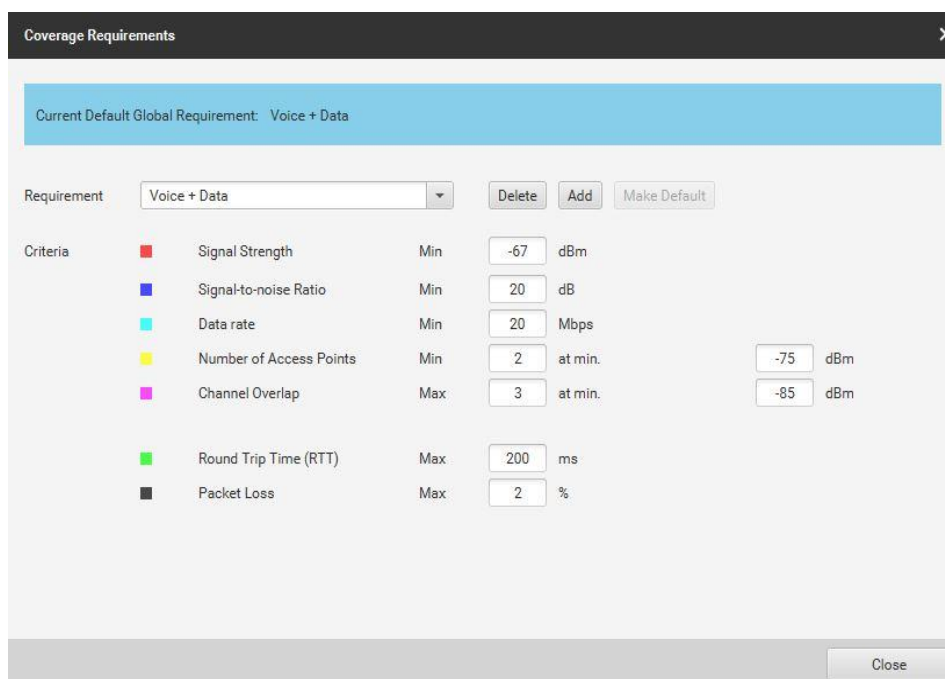 Coverage Requirements
Current Default Global Requirement: Voice + Data
Requirement Voice + Data Delete Add Make Default
Criteria Signal Strength Min -67 dBm
Signal-to-noise Ratio Min 20 dB
Data rate Min 20 Mbps
Number of Access Points Min 2 at min. -75 dBm
Channel Overlap Max 3 at min. -85 dBm
Round Trip Time (RTT) Max 200 ms
Packet Loss Max 2 %
Close